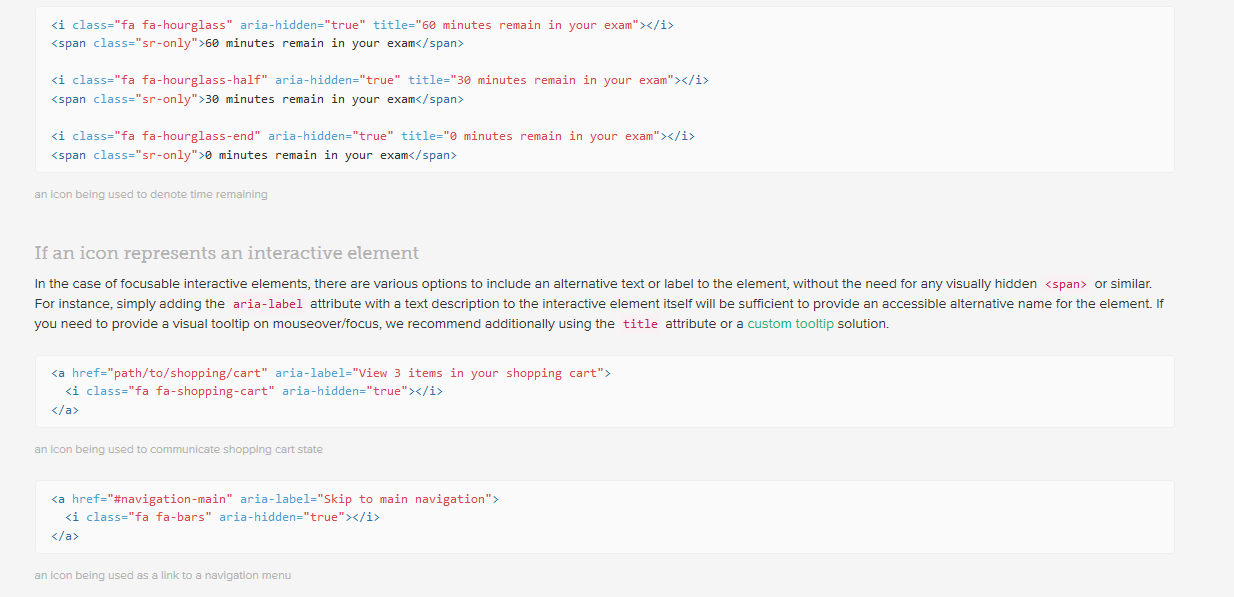 <i class="fa fa-hourglass" aria-hidden="true" title="60 minutes remain in your exam"></i>
<span class="sr-only">60 minutes remain in your exam</span>
<i class="fa fa-hourglass-half" aria-hidden="true" title="30 minutes remain in your exam"></i>
<span class="sr-only">30 minutes remain in your exam</span>
<i class="fa fa-hourglass-end" aria-hidden="true" title="0 minutes remain in your exam"></i>
<span class="sr-only">0 minutes remain in your exam</span>
an icon being used to denote time remaining
If an icon represents an interactive element
In the case of focusable interactive elements, there are various options to include an alternative text or label to the element, without the need for any visually hidden <span> or similar.
For instance, simply adding the aria-label attribute with a text description to the interactive element itself will be sufficient to provide an accessible alternative name for the element. If
you need to provide a visual tooltip on mouseover/focus, we recommend additionally using the title attribute or a custom tooltip solution.
<a href="path/to/shopping/cart" aria-label="View 3 items in your shopping cart">
<i class="fa fa-shopping-cart" aria-hidden="true"></i>
</a>
an icon being used to communicate shopping cart state
<a href="#navigation-main" aria-label="Skip to main navigation">
<i class="fa fa-bars" aria-hidden="true"></i>
</a>
an icon being used as a link to a navigation menu